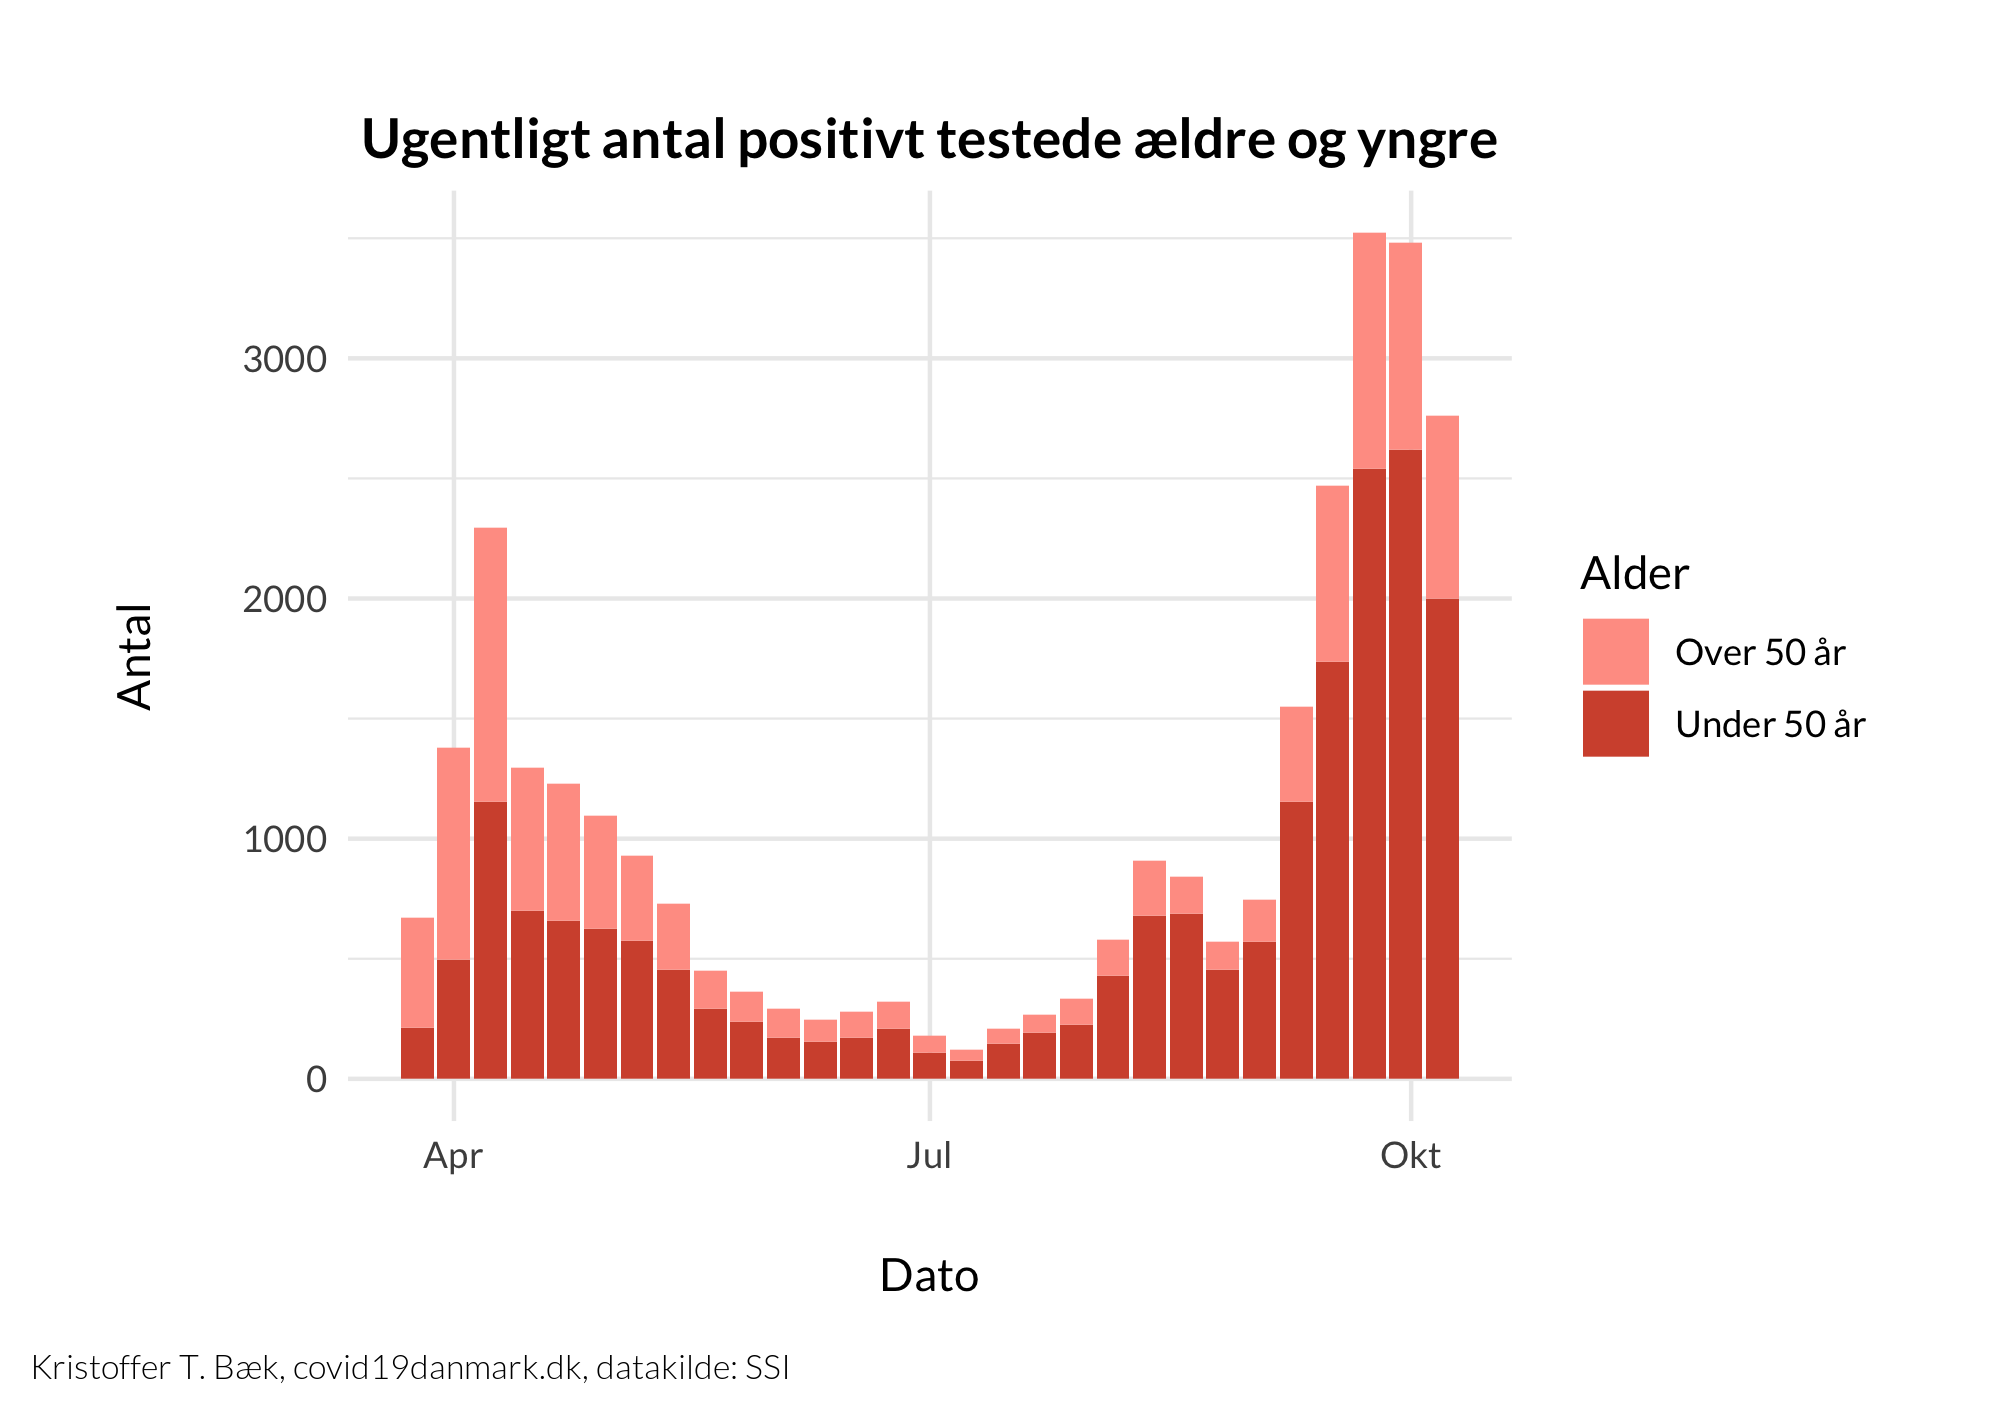 Ugentligt antal positivt testede ældre og yngre
Antal
3000
2000
1000
0
Apr
Jul
Okt
Dato
Alder
Over 50 år
Under 50 år
Kristoffer T. Bæk, covid19danmark.dk, datakilde: SSI